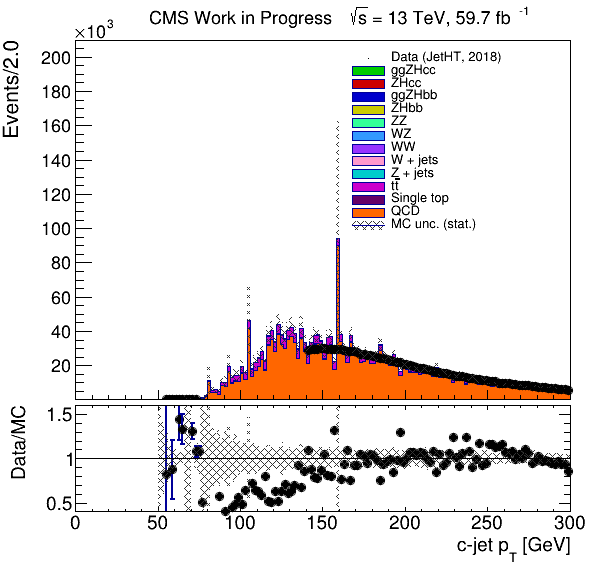 CMS Work in Progress √s = 13 TeV, 59.7 fb⁻¹
×10³
Events/2.0
200
180
160
140
120
100
80
60
40
20
Data (JetHT, 2018)
ggZHcc
ZHcc
ggZHbb
ZHbb
ZZ
WZ
WW
W + jets
Z + jets
tt̅
Single top
QCD
MC unc. (stat.)
Data/MC
1.5
1
0.5
0 50 100 150 200 250 300
c-jet p_T [GeV]